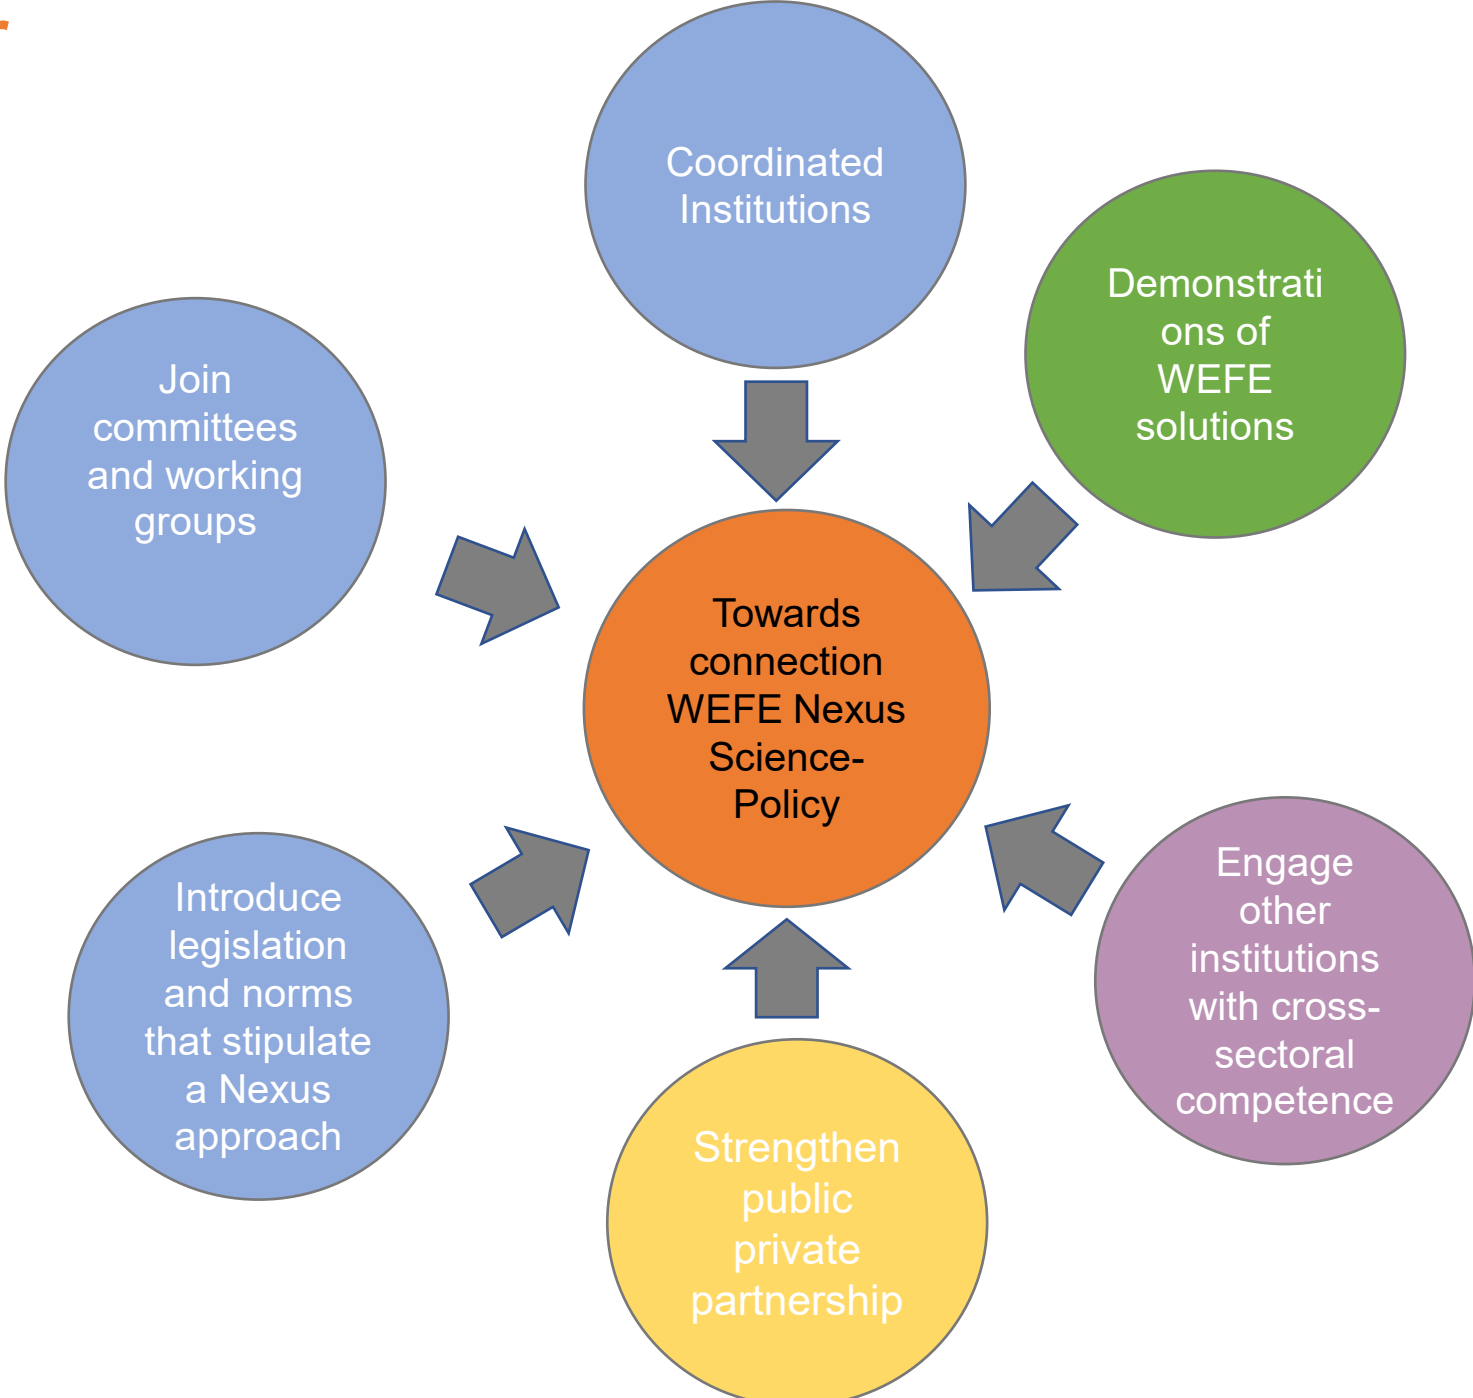 Coordinated
Institutions
Demonstrati
ons of
WEFE
solutions
Join
committees
and working
groups
Towards
connection
WEFE Nexus
Science-
Policy
Engage
other
institutions
with cross-
sectoral
competence
Introduce
legislation
and norms
that stipulate
a Nexus
approach
Strengthen
public
private
partnership